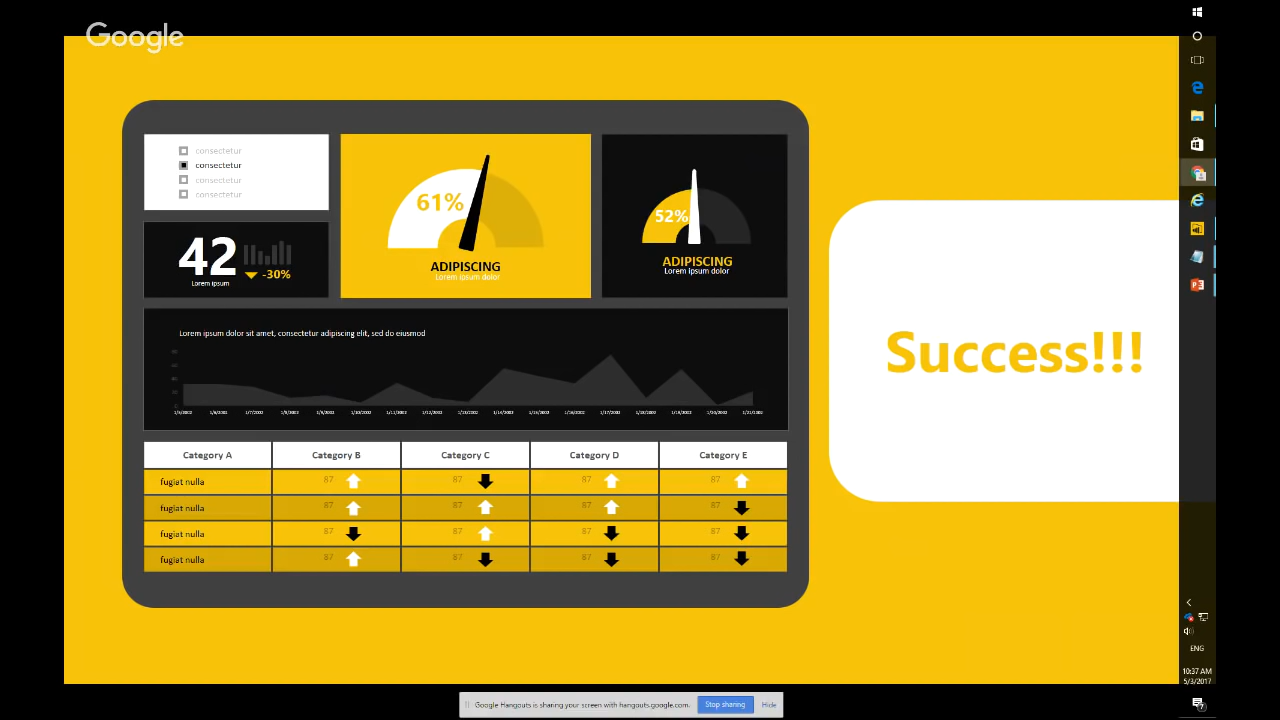 Google
consectetur
consectetur
consectetur
consectetur
42
-30%
Lorem ipsum
61%
ADIPISCING
Lorem ipsum dolor
52%
ADIPISCING
Lorem ipsum dolor
Success!!!
Lorem ipsum dolor sit amet, consectetur adipiscing elit, sed do eiusmod
Category A Category B Category C Category D Category E
fugiat nulla 87 87 87 87
fugiat nulla 87 87 87 87
fugiat nulla 87 87 87 87
fugiat nulla 87 87 87 87
ENG
10:37 AM
5/3/2017
Google Hangouts is sharing your screen with hangouts.google.com.
Stop sharing
Hide